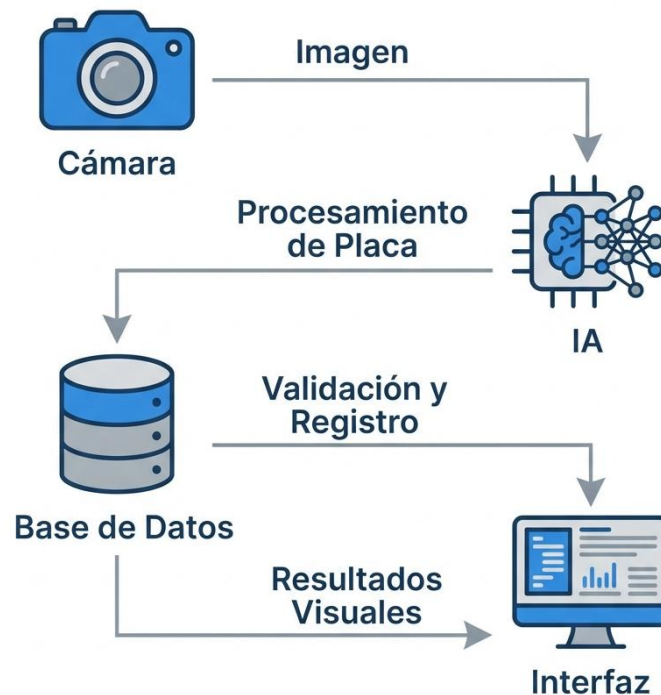 Imagen
Cámara
Procesamiento
de Placa
IA
Validación y
Registro
Base de Datos
Resultados
Visuales
Interfaz